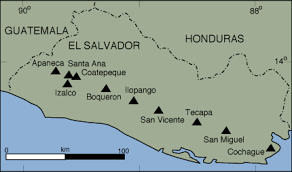 90° 88°
GUATEMALA
HONDURAS
EL SALVADOR
14°
Apaneca Santa Ana
Coatepeque
Izalco
Boqueron
Ilopango
San Vicente
Tecapa
San Miguel
Cochague
0 km 100